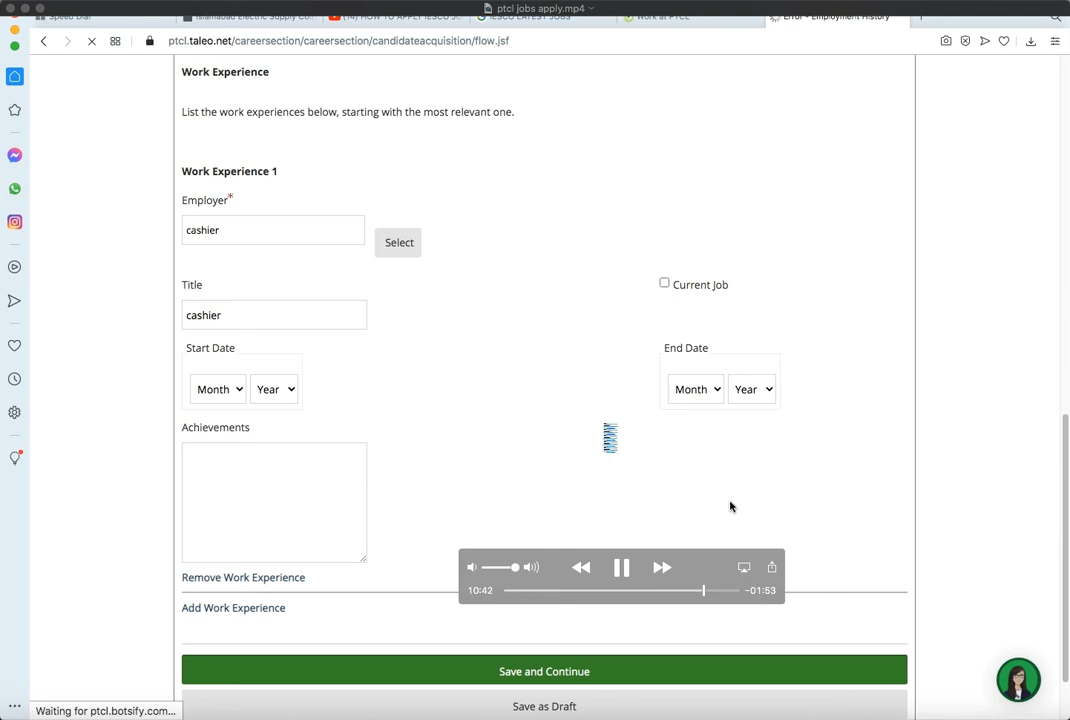 ptcl jobs apply.mp4
Speed Dial
Islamabad Electric Supply Com
(14) HOW TO APPLY IESCO JO
IESCO LATEST JOBS
Work at PTCL
Error - Employment History
ptcl.taleo.net/careersection/careersection/candidateacquisition/flow.jsf
Work Experience
List the work experiences below, starting with the most relevant one.
Work Experience 1
Employer*
cashier
Select
Title
Current Job
cashier
Start Date
End Date
Month Year
Month Year
Achievements
Remove Work Experience
10:42
-01:53
Add Work Experience
Save and Continue
Save as Draft
Waiting for ptcl.botsify.com...